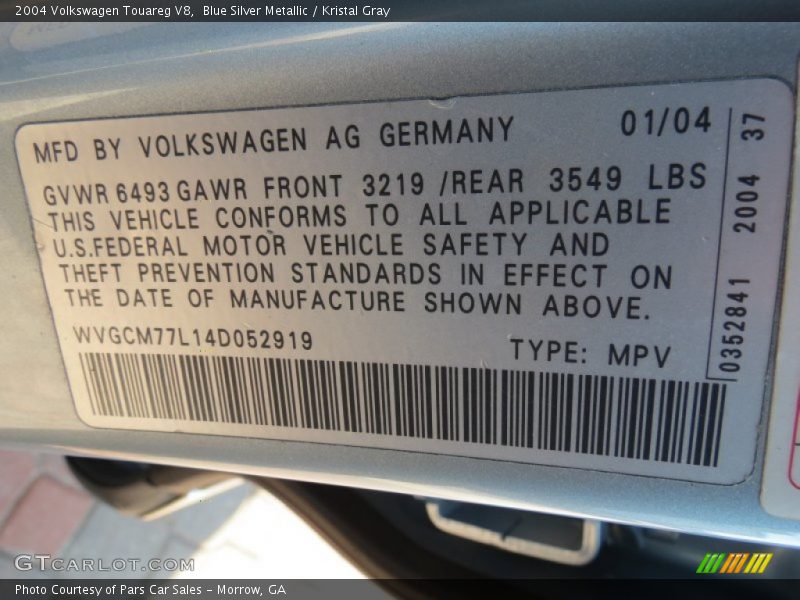 2004 Volkswagen Touareg V8, Blue Silver Metallic / Kristal Gray
MFD BY VOLKSWAGEN AG GERMANY 01/04
GVWR 6493 GAWR FRONT 3219 /REAR 3549 LBS
THIS VEHICLE CONFORMS TO ALL APPLICABLE
U.S.FEDERAL MOTOR VEHICLE SAFETY AND
THEFT PREVENTION STANDARDS IN EFFECT ON
THE DATE OF MANUFACTURE SHOWN ABOVE.
WVGCM77L14D052919 TYPE: MPV
0352841 2004 37
GTCARLOT.COM
Photo Courtesy of Pars Car Sales - Morrow, GA